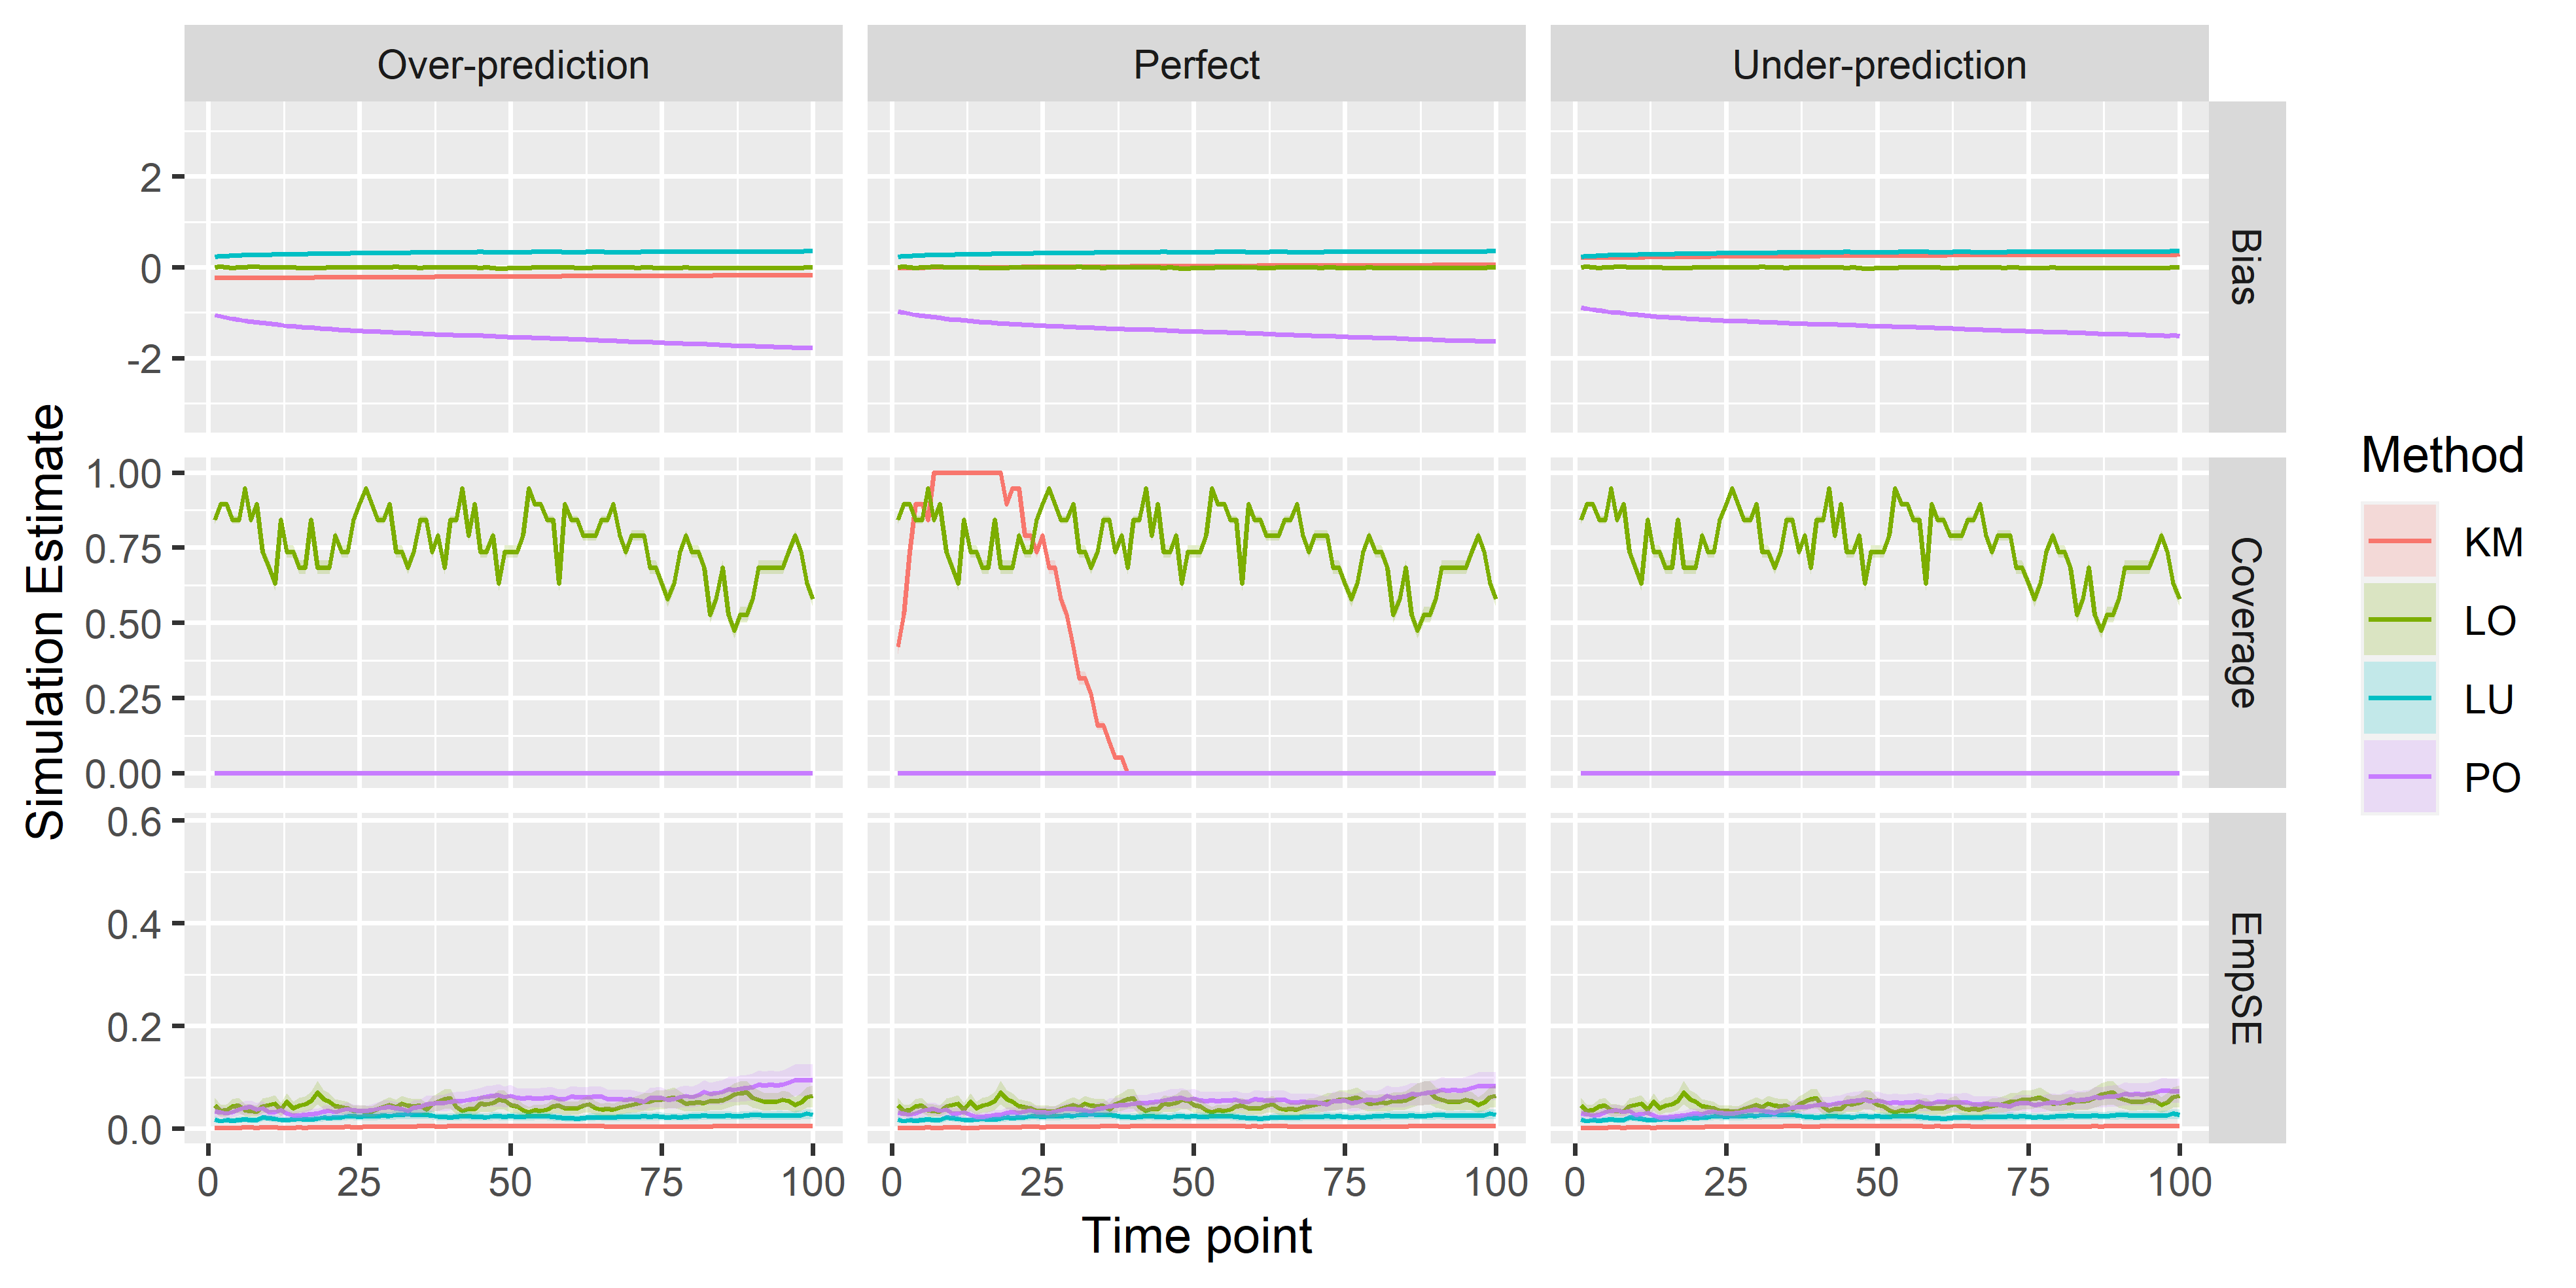 Over-prediction
Perfect
Under-prediction
Simulation Estimate
2
0
-2
Bias
1.00
0.75
0.50
0.25
0.00
Coverage
0.6
0.4
0.2
0.0
EmpSE
0 25 50 75 100
0 25 50 75 100
0 25 50 75 100
Time point
Method
KM
LO
LU
PO